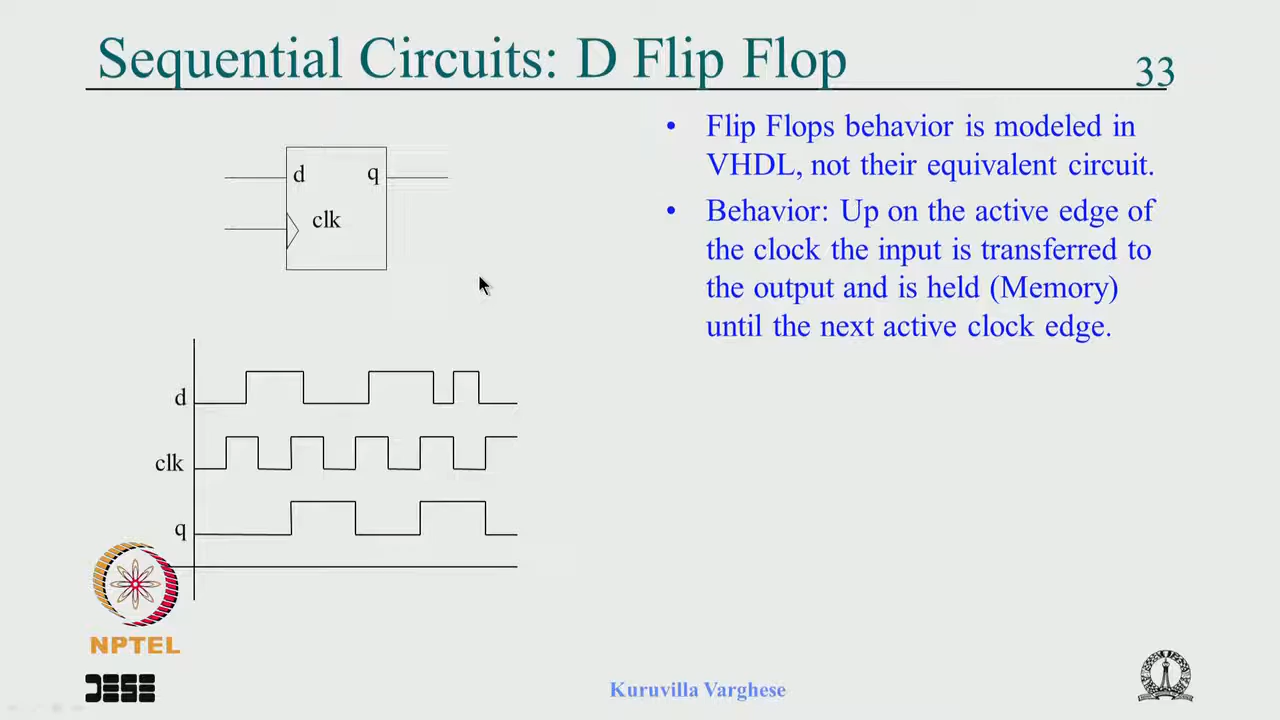 Sequential Circuits: D Flip Flop
33
• Flip Flops behavior is modeled in
VHDL, not their equivalent circuit.
• Behavior: Up on the active edge of
the clock the input is transferred to
the output and is held (Memory)
until the next active clock edge.
d q
clk
d
clk
q
NPTEL
DESE
Kuruvilla Varghese